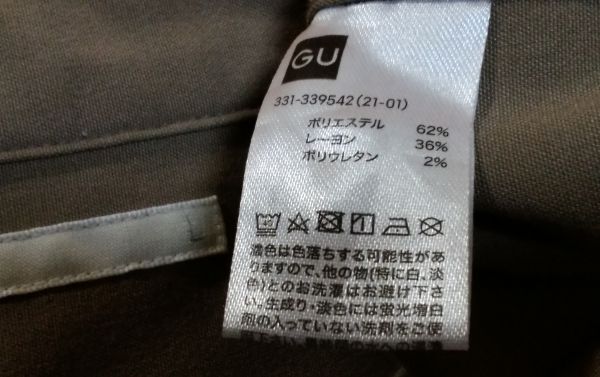 GU
331-339542(21-01)
ポリエステル 62%
レーヨン 36%
ポリウレタン 2%
濃色は色落ちする可能性があ
りますので、他の物(特に白、淡
色)とのお洗濯はお避け下さ
い。生成り・淡色には蛍光増白
剤の入っていない洗剤をご使